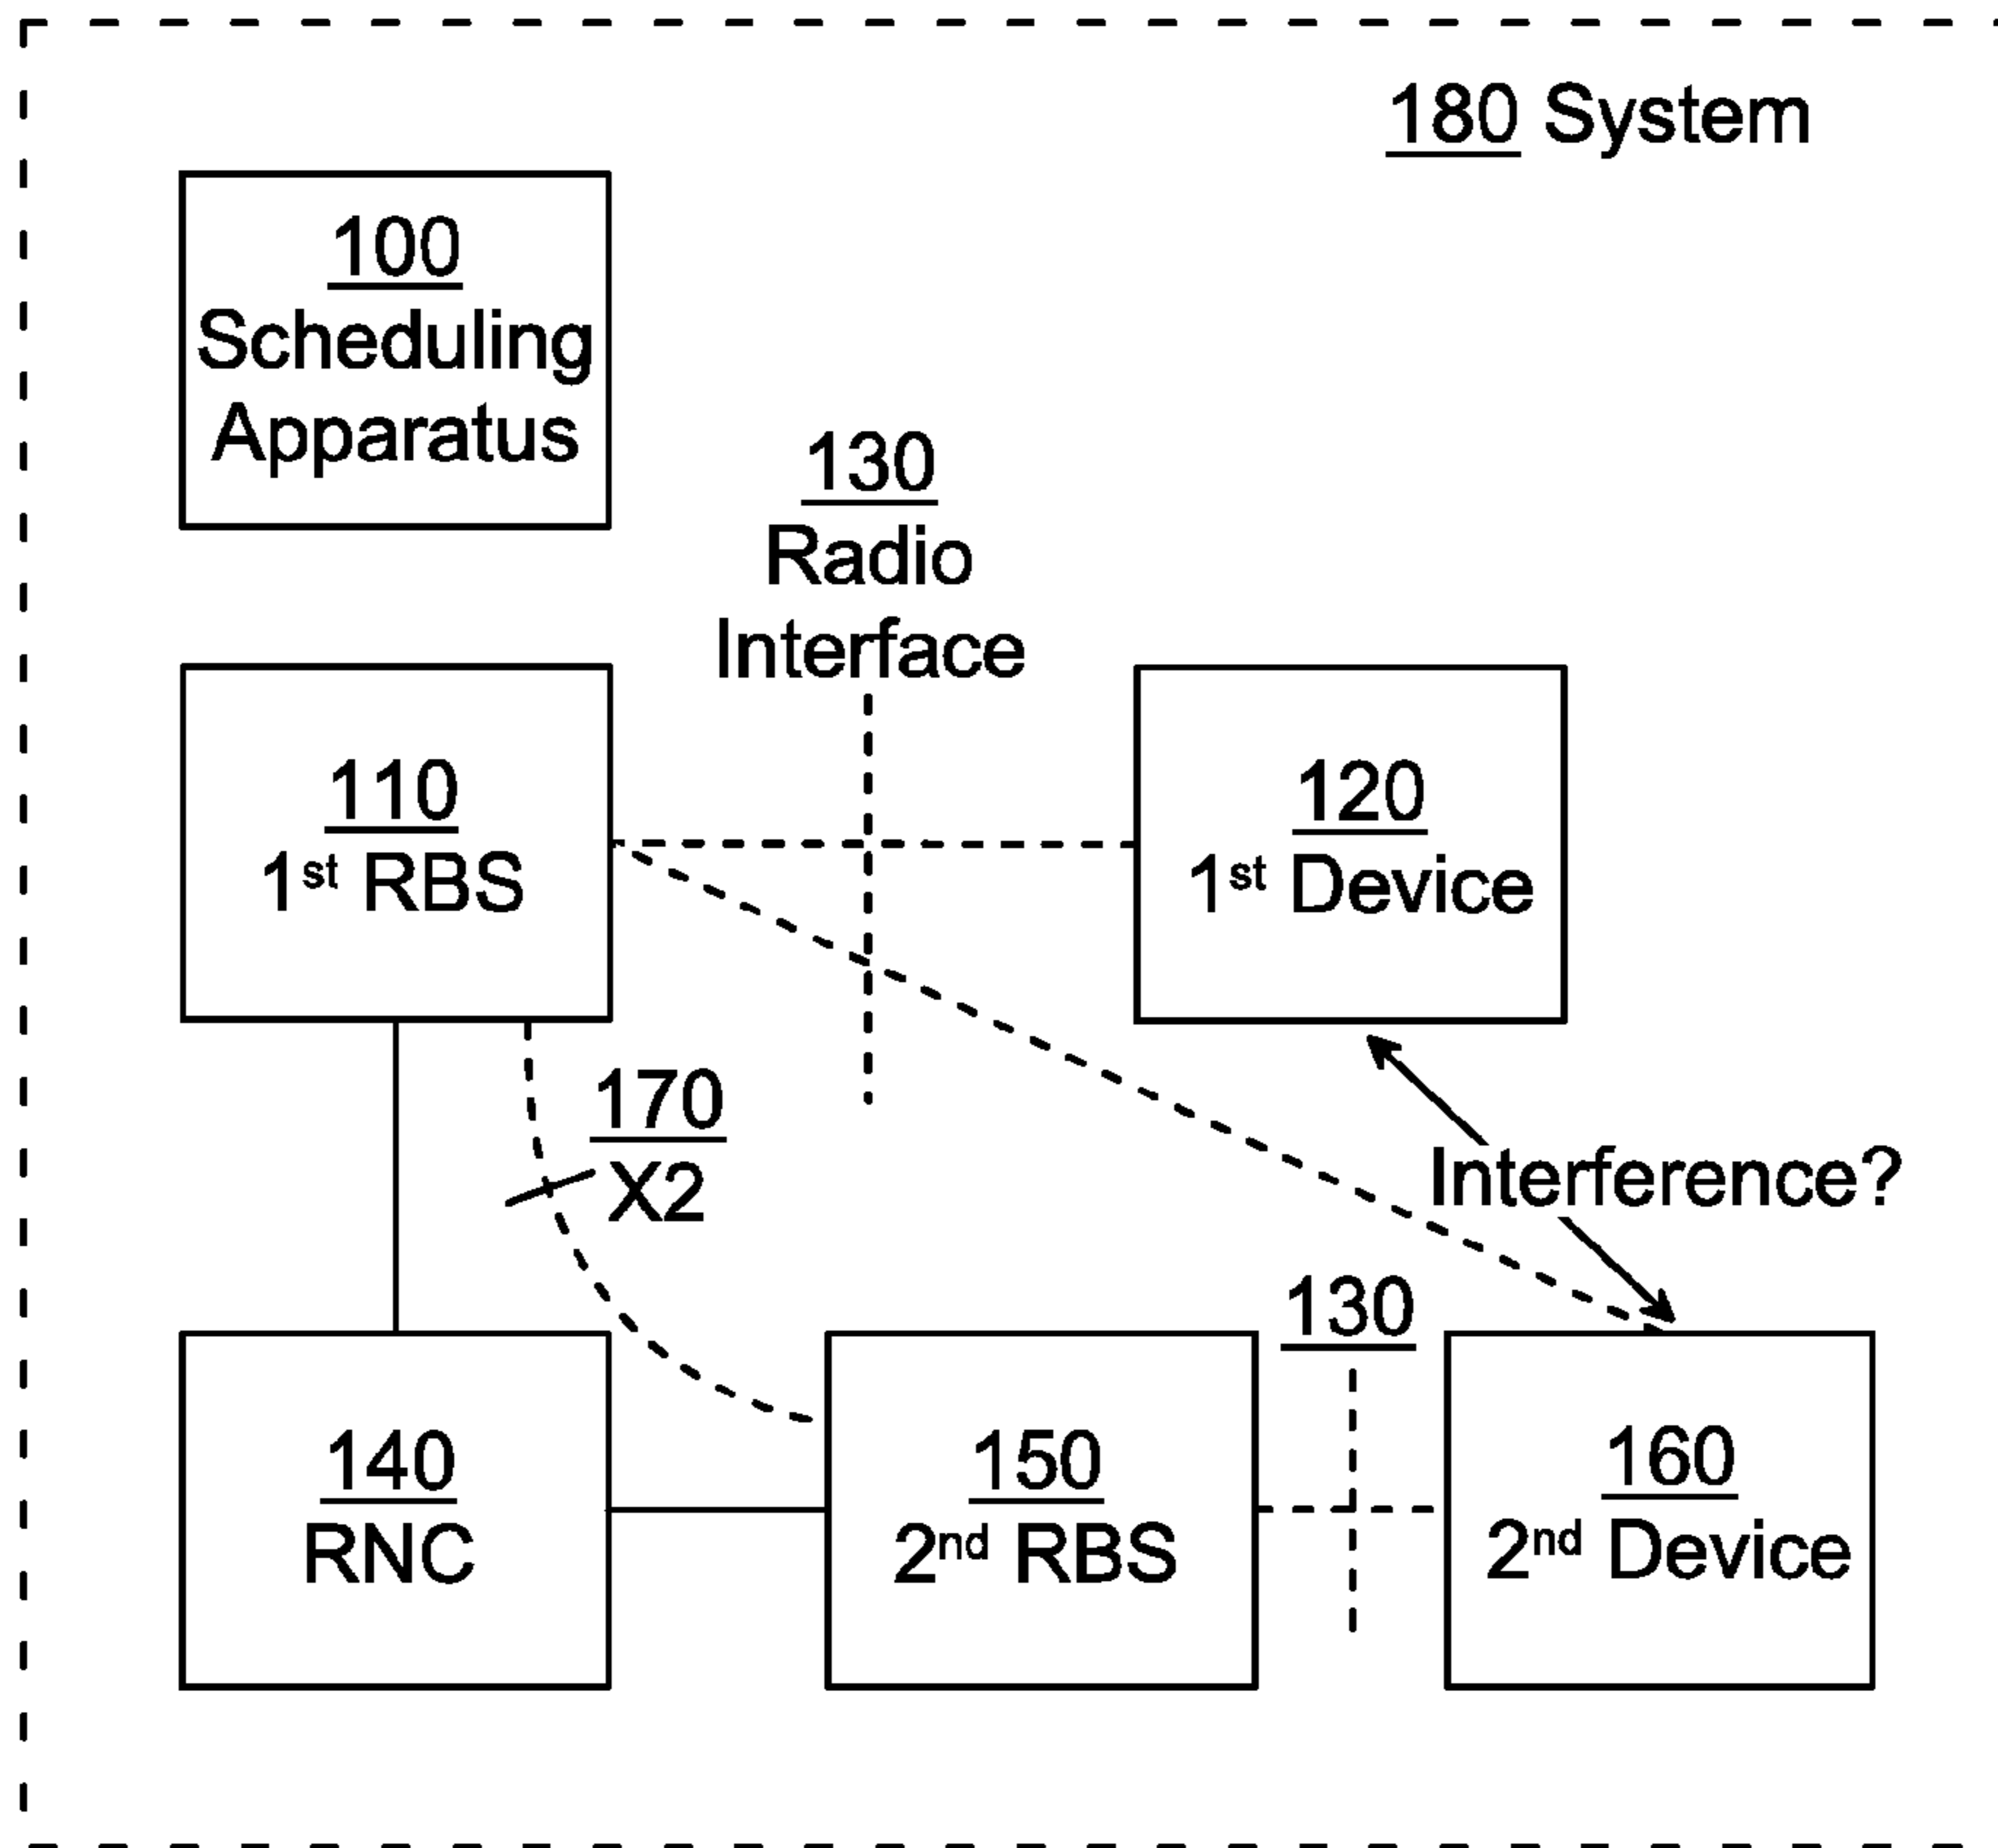 180 System
100
Scheduling
Apparatus
130
Radio
Interface
110
1st RBS
120
1st Device
170
X2
Interference?
130
140
RNC
150
2nd RBS
160
2nd Device